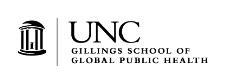 UNC
GILLINGS SCHOOL OF
GLOBAL PUBLIC HEALTH